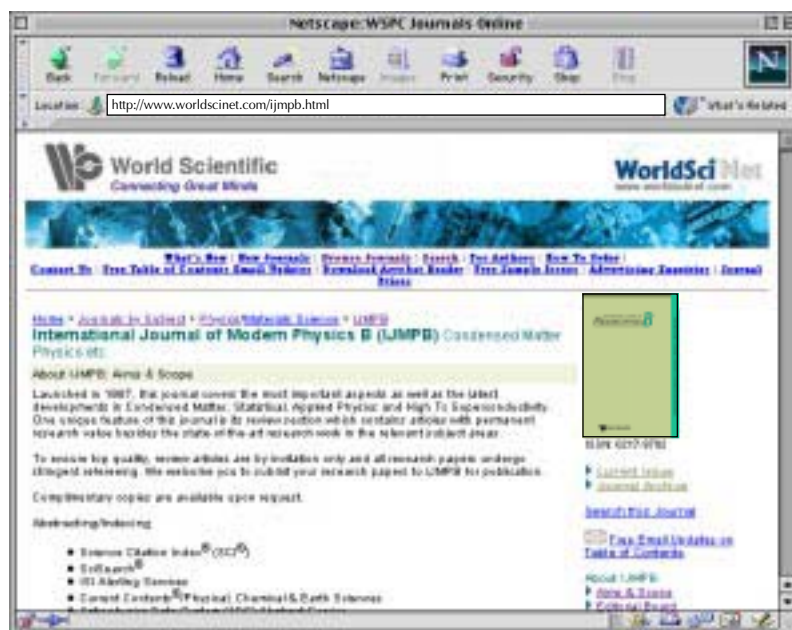 Netscape: WSPC Journals Online
Back Forward Reload Home Search Netscape Images Print Security Shop Stop
Location: http://www.worldscinet.com/ijmpb.html What's Related
World Scientific
Connecting Great Minds
WorldSciNet
www.worldscinet.com
What's New | New Journals | Browse Journals | Search | For Authors | How To Order |
Contact Us | Free Table of Contents Email Updates | Download Acrobat Reader | Free Sample Issues | Advertising Inquiries | Journal
Prices
Home > Journals by Subject > Physics/Materials Science > IJMPB
International Journal of Modern Physics B (IJMPB) Condensed Matter
Physics etc
About IJMPB: Aims & Scope
Launched in 1987, the journal covers the most important aspects as well as the latest
developments in Condensed Matter, Statistical, Applied Physics and High Tc Superconductivity.
One unique feature of this journal is its review section which contains articles with permanent
research value besides the state-of-the-art research work in the relevant subject areas.
To ensure top quality, review articles are by invitation only and all research papers undergo
stringent refereeing. We welcome you to submit your research papers to IJMPB for publication.
Complimentary copies are available upon request.
Abstracting/Indexing
Science Citation Index® (SCI®)
SciSearch®
ISI Alerting Services
Current Contents®/Physical, Chemical & Earth Sciences
ISSN: 0217-9792
Current Issue
Journal Archive
Search this Journal
Free Email Updates on
Table of Contents
About IJMPB
Aims & Scope
Editorial Board